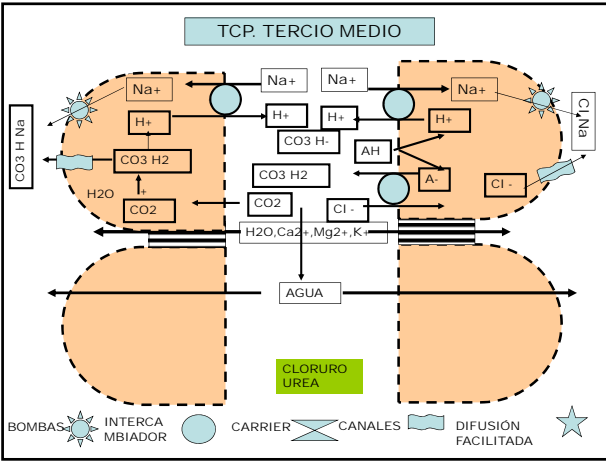 TCP. TERCIO MEDIO
Na+
Na+
Na+
Na+
H+
H+
H+
H+
CO3 H-
AH
CO3 H Na
CO3 H2
CO3 H2
A-
Cl -
Cl Na
H2O
+
CO2
CO2
Cl -
H2O,Ca2+,Mg2+,K+
AGUA
CLORURO
UREA
BOMBAS
INTERCA
MBIADOR
CARRIER
CANALES
DIFUSIÓN
FACILITADA